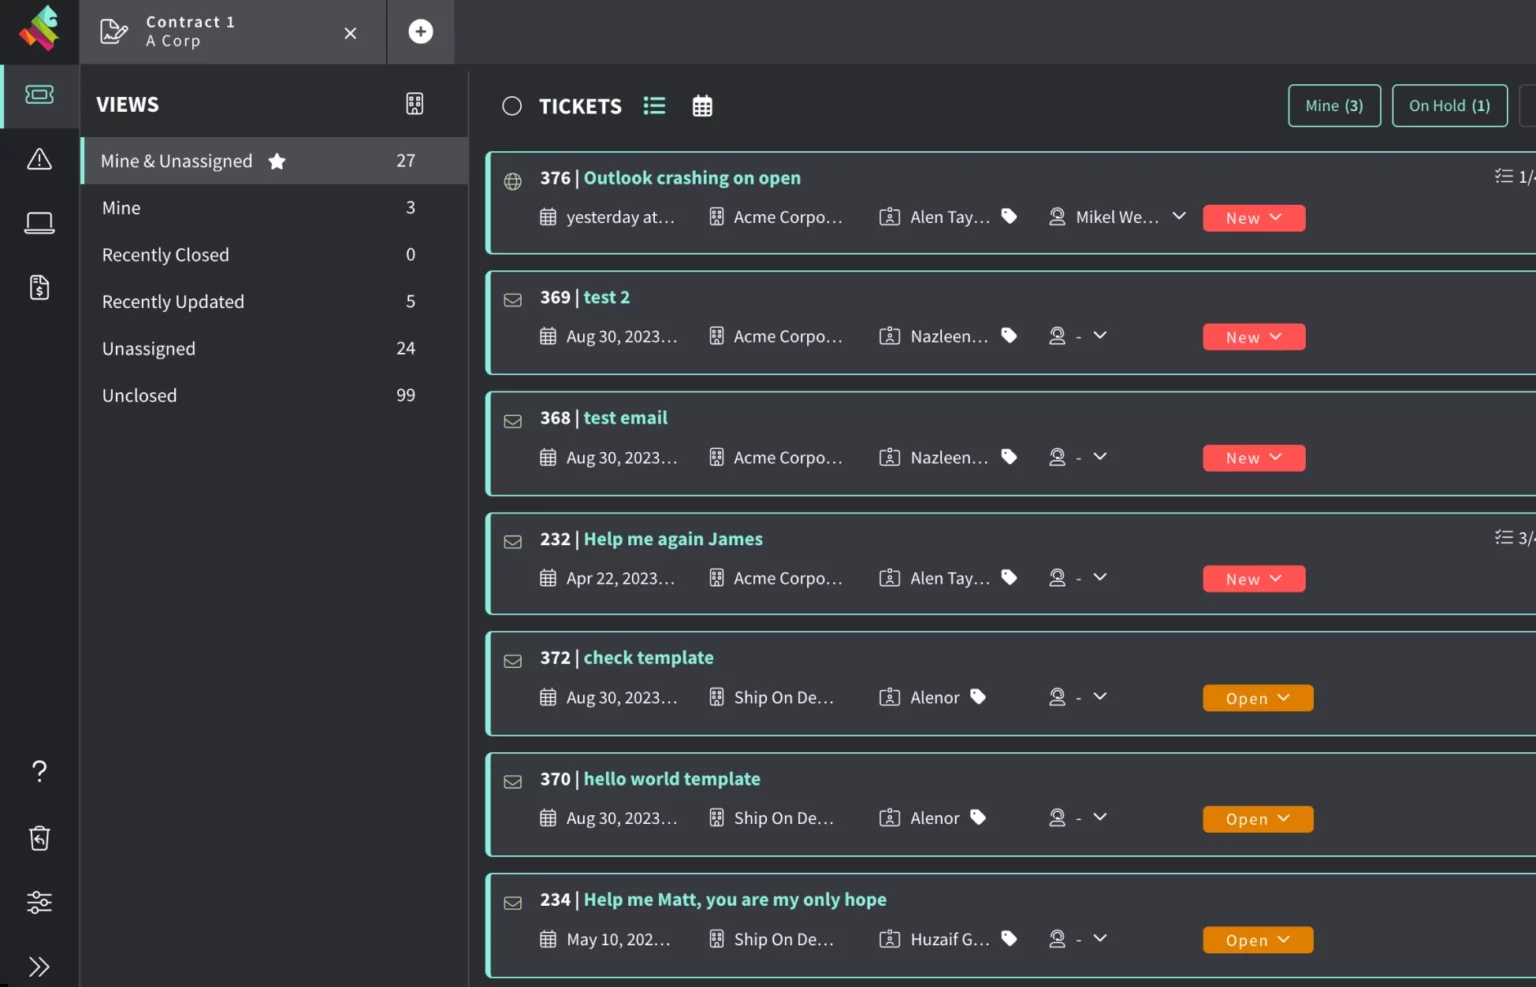 Contract 1
A Corp
VIEWS
Mine & Unassigned 27
Mine 3
Recently Closed 0
Recently Updated 5
Unassigned 24
Unclosed 99
TICKETS
Mine (3) On Hold (1)
376 | Outlook crashing on open 1/4
yesterday at... Acme Corpo... Alen Tay... Mikel We... New
369 | test 2
Aug 30, 2023... Acme Corpo... Nazleen... - New
368 | test email
Aug 30, 2023... Acme Corpo... Nazleen... - New
232 | Help me again James 3/4
Apr 22, 2023... Acme Corpo... Alen Tay... - New
372 | check template
Aug 30, 2023... Ship On De... Alenor - Open
370 | hello world template
Aug 30, 2023... Ship On De... Alenor - Open
234 | Help me Matt, you are my only hope
May 10, 202... Ship On De... Huzaif G... - Open
?